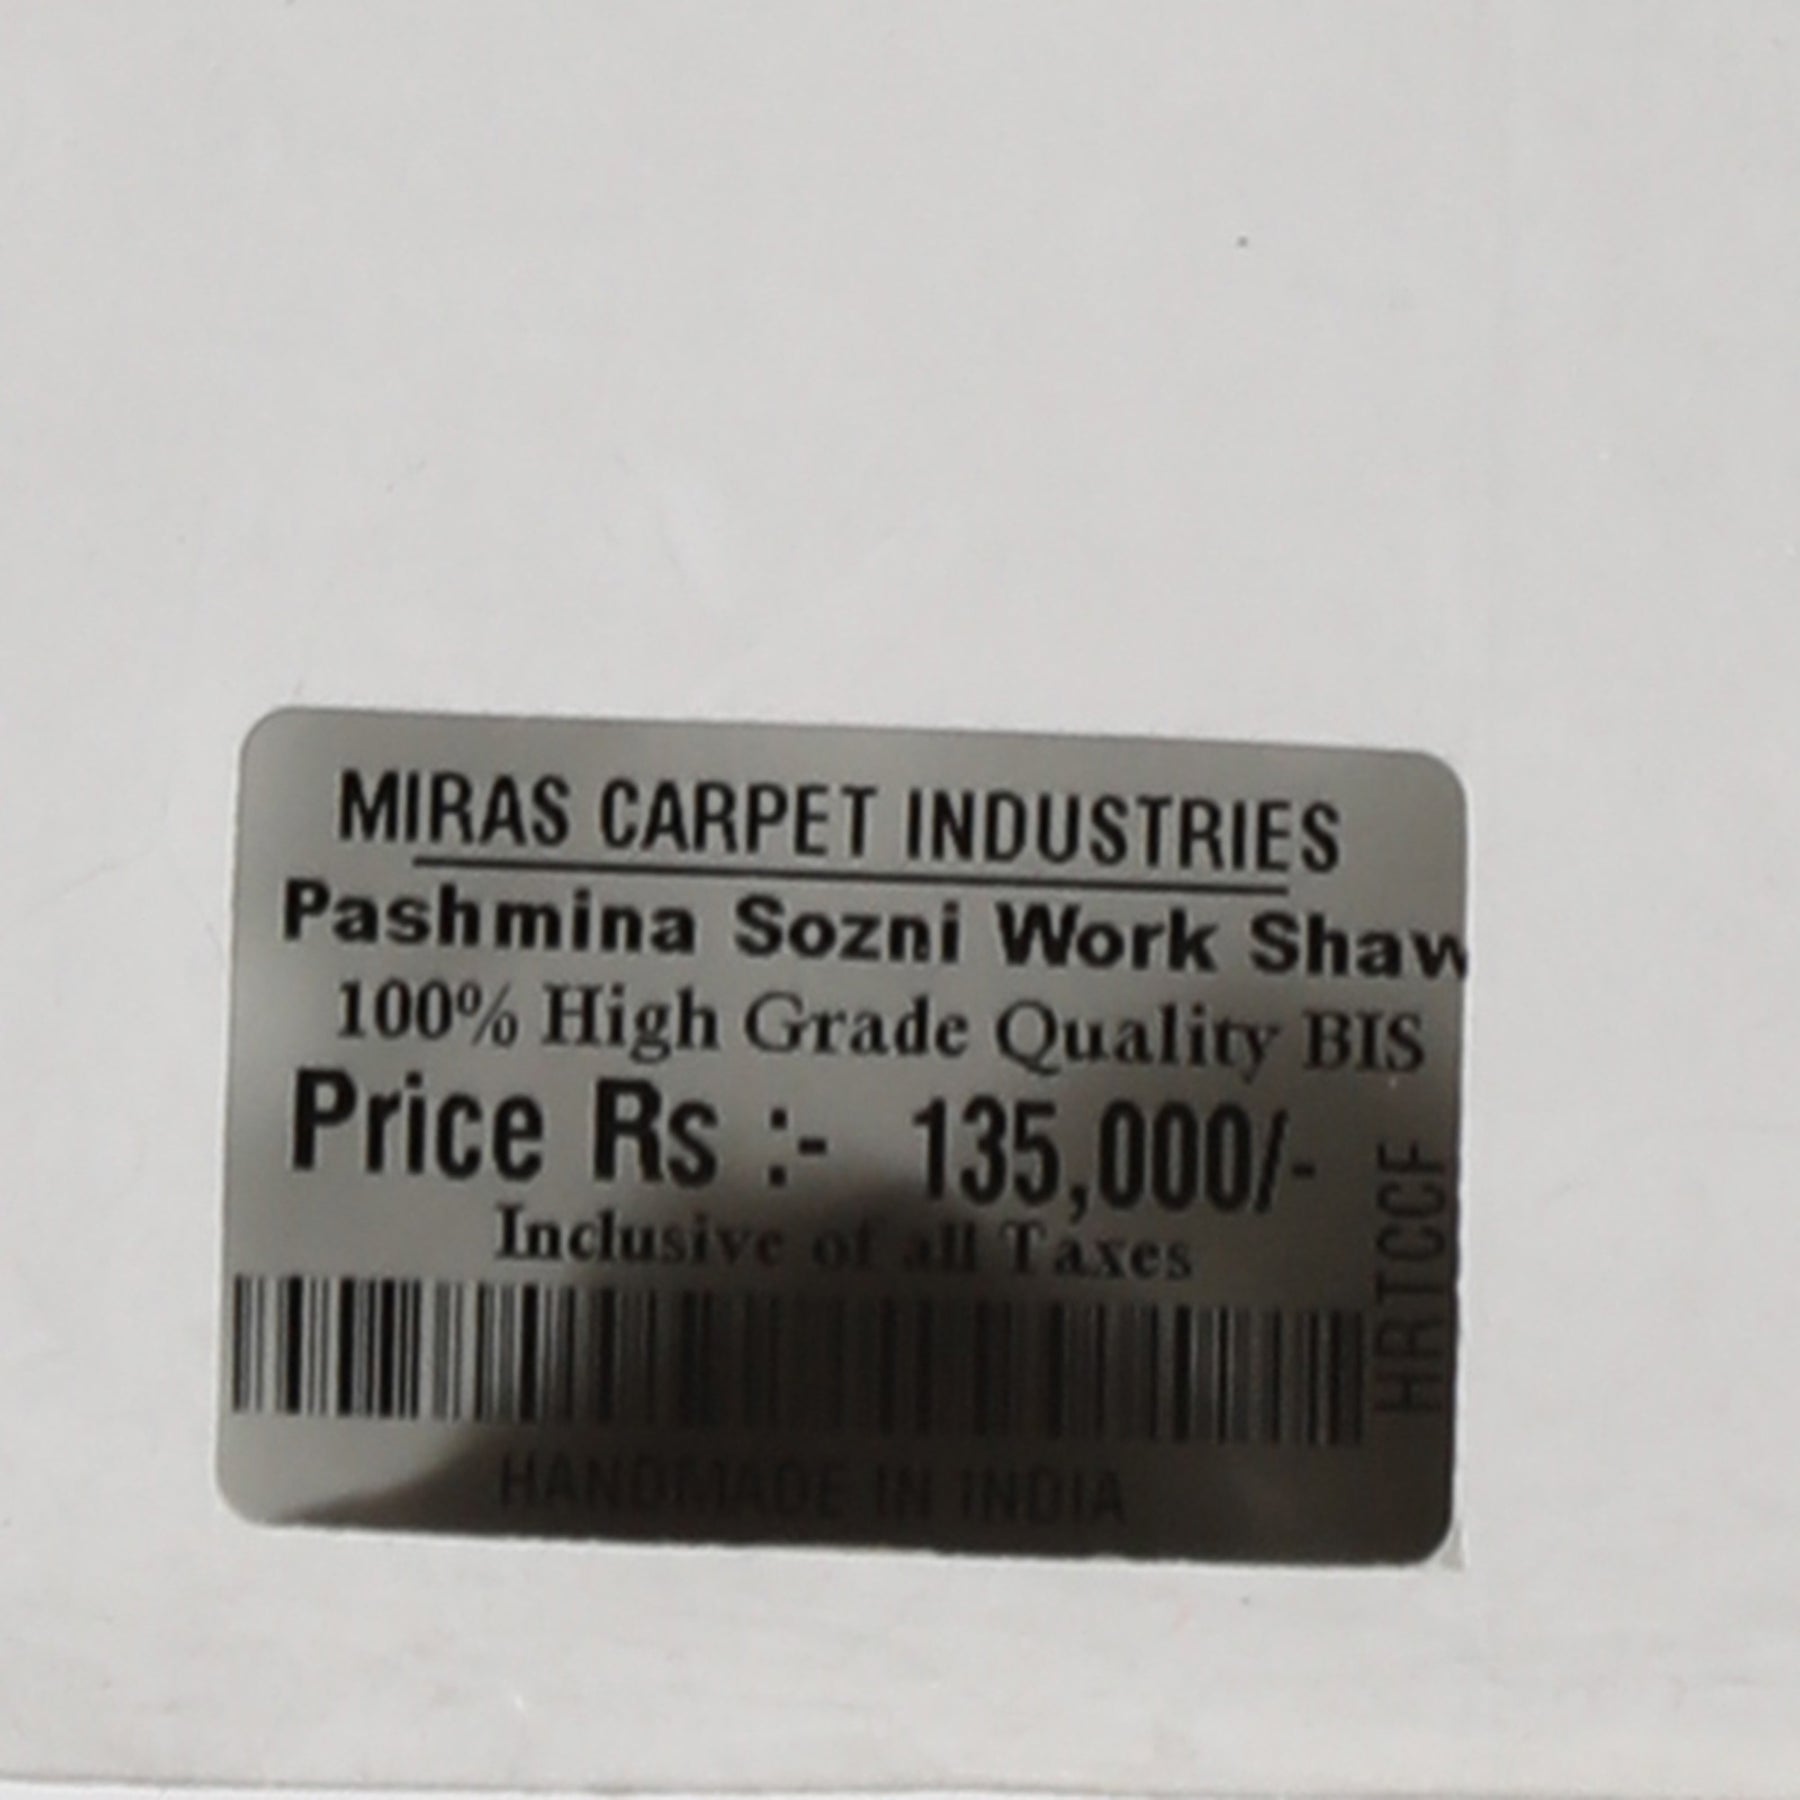 MIRAS CARPET INDUSTRIES
Pashmina Sozni Work Shaw
100% High Grade Quality BIS
Price Rs :- 135,000/-
Inclusive of all Taxes
HRTCCF
HANDMADE IN INDIA